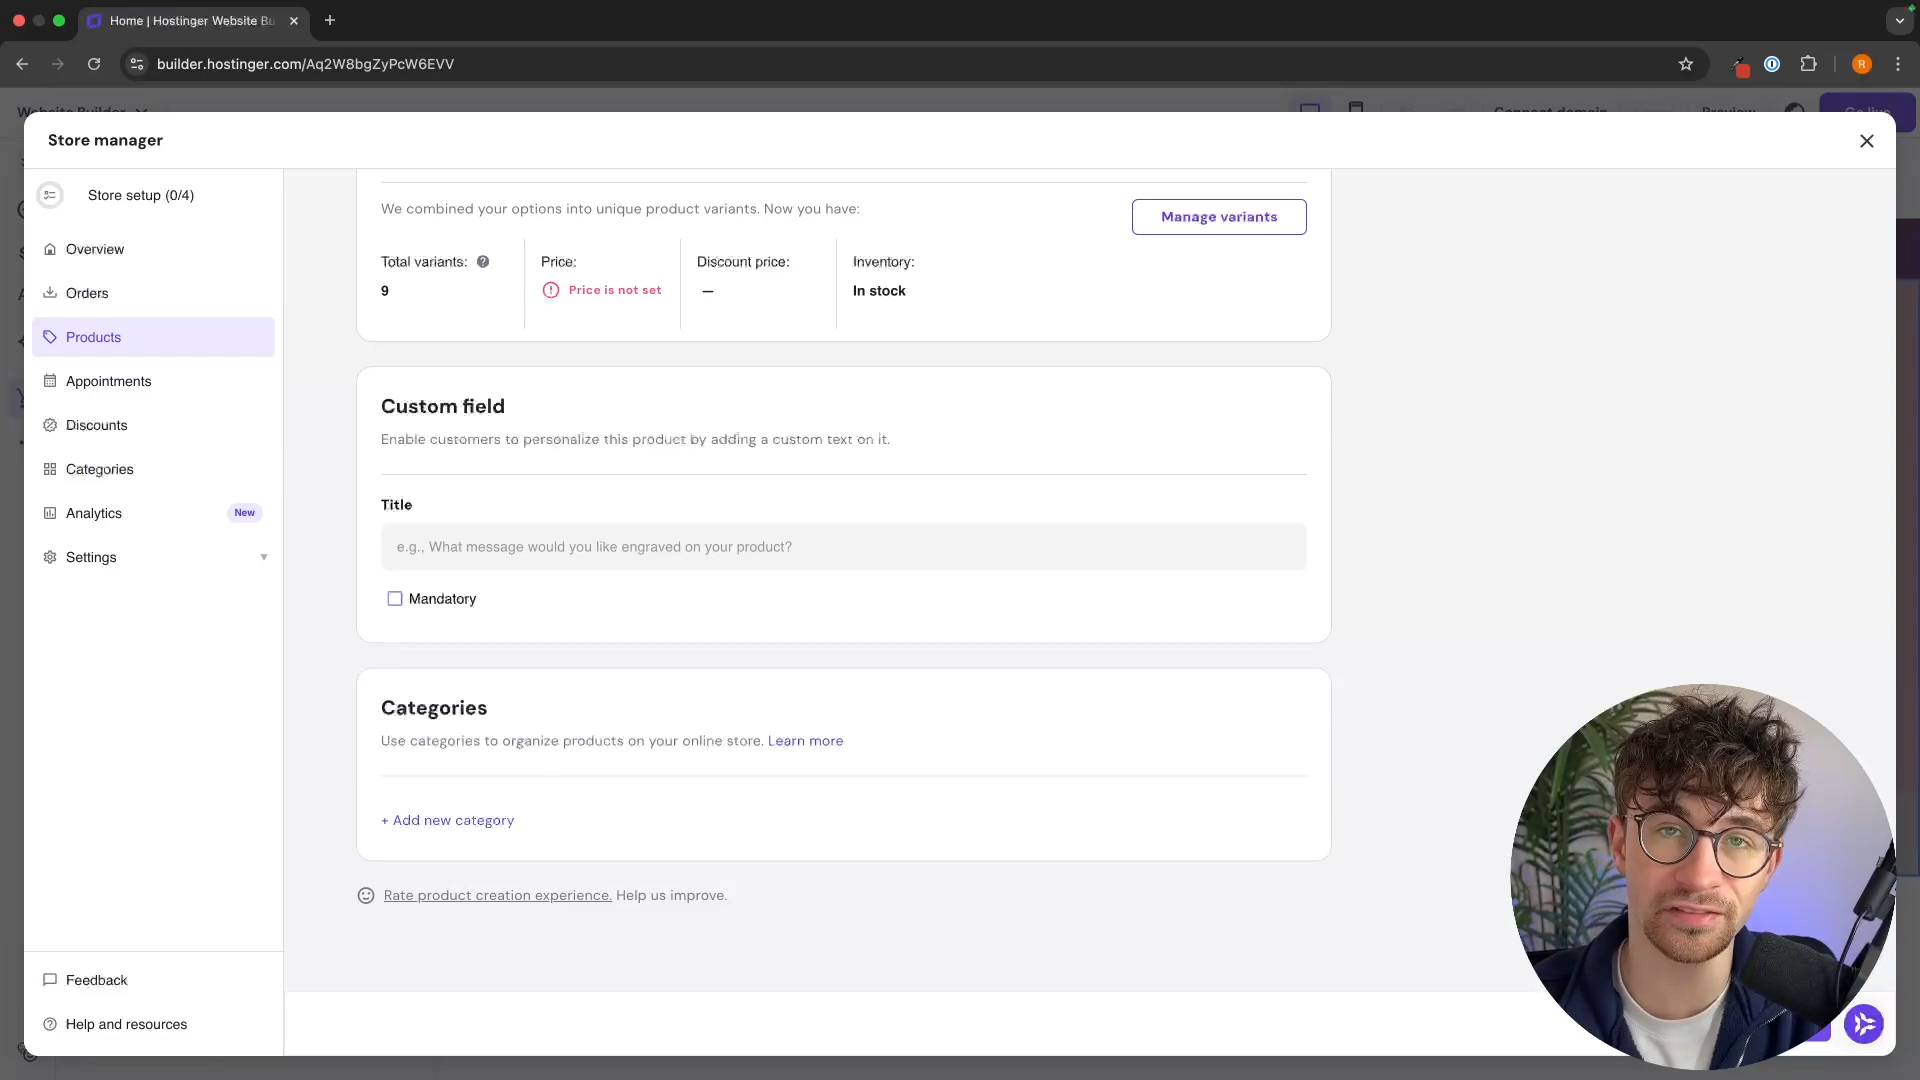 Home | Hostinger Website Bu
builder.hostinger.com/Aq2W8bgZyPcW6EVV
R
Website Builder
Connect domain
Preview
Go live
Store manager
Store setup (0/4)
Overview
Orders
Products
Appointments
Discounts
Categories
Analytics
New
Settings
Feedback
Help and resources
We combined your options into unique product variants. Now you have:
Manage variants
Total variants:
Price:
Discount price:
Inventory:
9
Price is not set
—
In stock
Custom field
Enable customers to personalize this product by adding a custom text on it.
Title
e.g., What message would you like engraved on your product?
Mandatory
Categories
Use categories to organize products on your online store. Learn more
+ Add new category
Rate product creation experience. Help us improve.